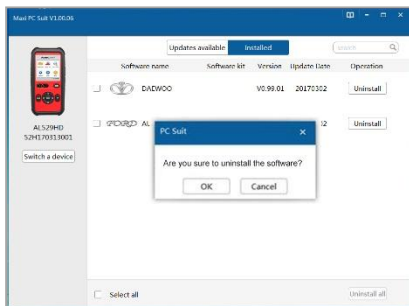 Maxi PC Suit V1.00.06
Updates available
Installed
search
Software name
Software kit
Version
Update Date
Operation
DAEWOO
V0.99.01
20170302
Uninstall
FORD
AL
Uninstall
AL529HD
52H170313001
Switch a device
PC Suit
Are you sure to uninstall the software?
OK
Cancel
Select all
Uninstall all